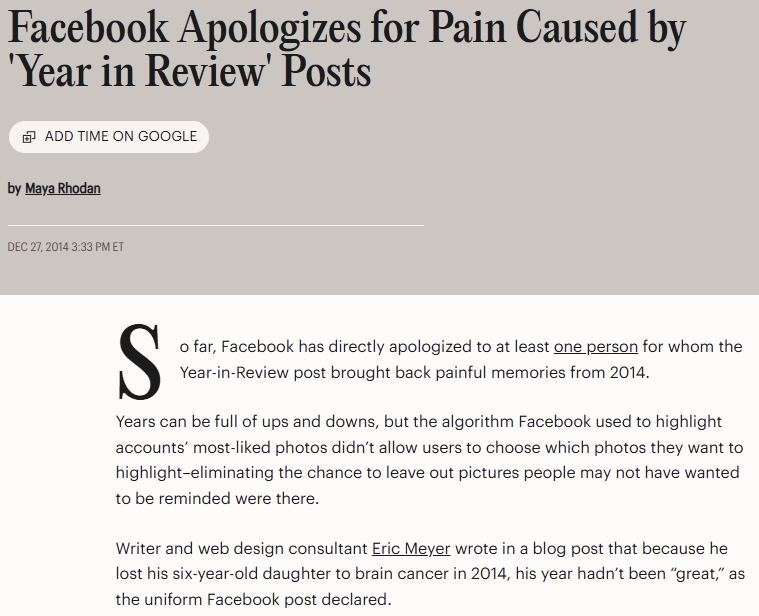 Facebook Apologizes for Pain Caused by
'Year in Review' Posts
ADD TIME ON GOOGLE
by Maya Rhodan
DEC 27, 2014 3:33 PM ET
So far, Facebook has directly apologized to at least one person for whom the
Year-in-Review post brought back painful memories from 2014.
Years can be full of ups and downs, but the algorithm Facebook used to highlight
accounts’ most-liked photos didn’t allow users to choose which photos they want to
highlight–eliminating the chance to leave out pictures people may not have wanted
to be reminded were there.
Writer and web design consultant Eric Meyer wrote in a blog post that because he
lost his six-year-old daughter to brain cancer in 2014, his year hadn’t been “great,” as
the uniform Facebook post declared.